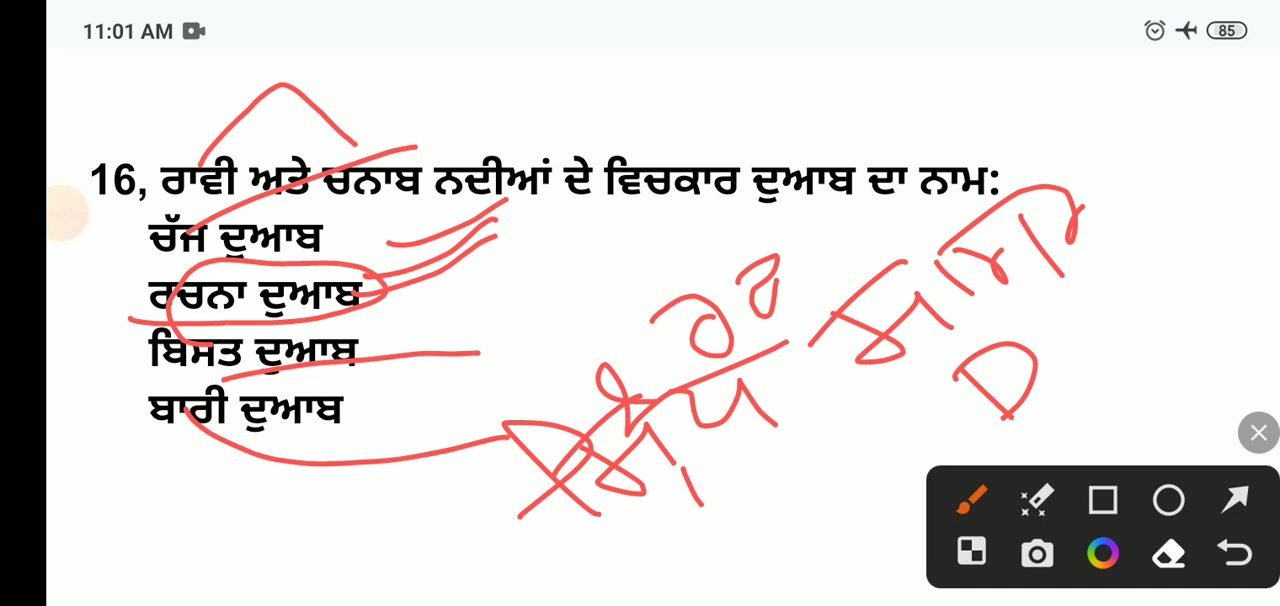 11:01 AM
85
16, ਰਾਵੀ ਅਤੇ ਚਨਾਬ ਨਦੀਆਂ ਦੇ ਵਿਚਕਾਰ ਦੁਆਬ ਦਾ ਨਾਮ:
ਚੱਜ ਦੁਆਬ
ਰਚਨਾ ਦੁਆਬ
ਬਿਸਤ ਦੁਆਬ
ਬਾਰੀ ਦੁਆਬ
D